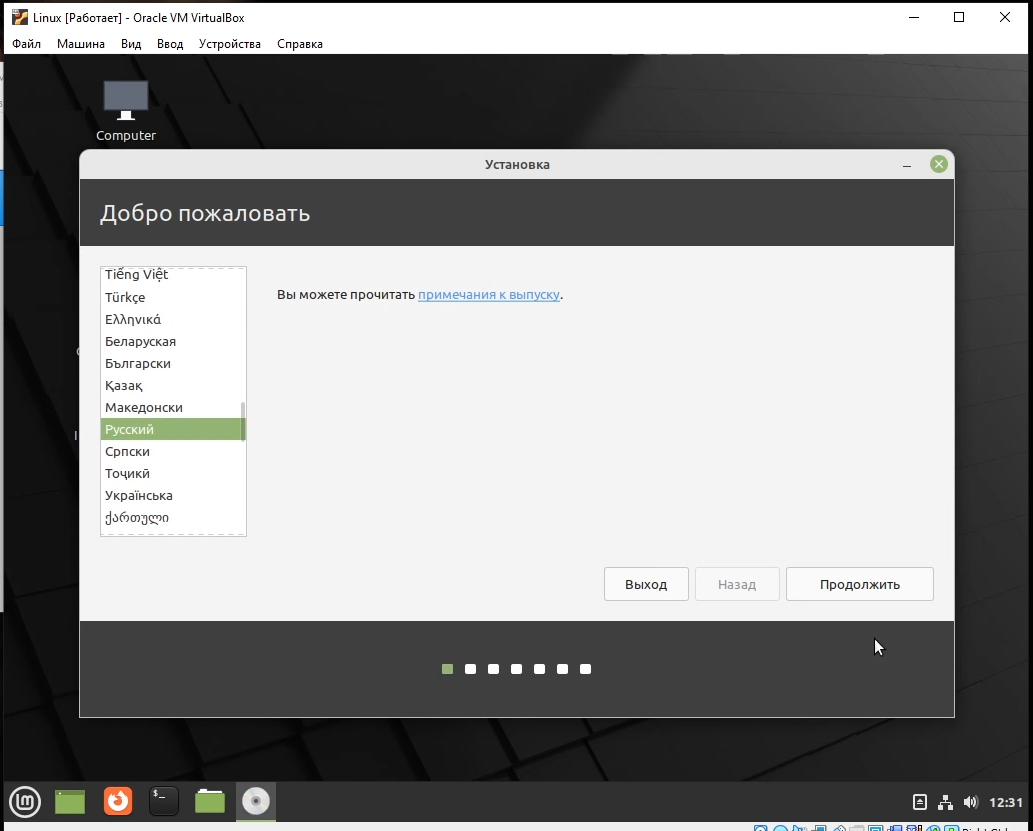 Linux [Работает] - Oracle VM VirtualBox
Файл Машина Вид Ввод Устройства Справка
Computer
Установка
Добро пожаловать
Tiếng Việt
Türkçe
Ελληνικά
Беларуская
Български
Қазақ
Македонски
Русский
Српски
Тоҷикӣ
Українська
ქართული
Вы можете прочитать примечания к выпуску.
Выход Назад Продолжить
12:31